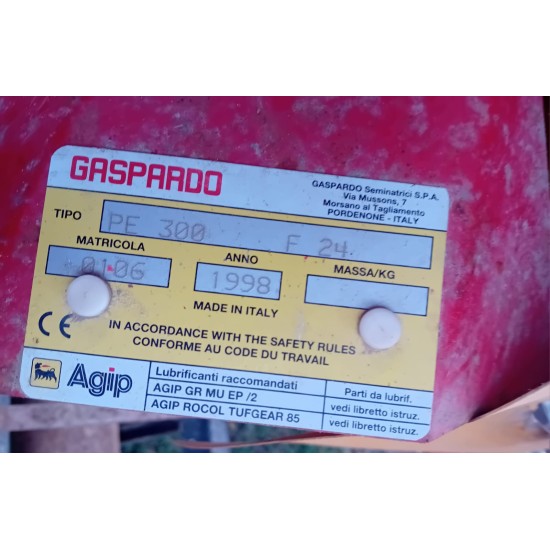 GASPARDO
GASPARDO Seminatrici S.P.A.
Via Mussons, 7
Morsano al Tagliamento
PORDENONE - ITALY
TIPO PE 300 F 24
MATRICOLA ANNO MASSA/KG
0106 1998
MADE IN ITALY
CE IN ACCORDANCE WITH THE SAFETY RULES
CONFORME AU CODE DU TRAVAIL
Agip
Lubrificanti raccomandati Parti da lubrif.
AGIP GR MU EP /2 vedi libretto istruz.
AGIP ROCOL TUFGEAR 85 vedi libretto istruz.